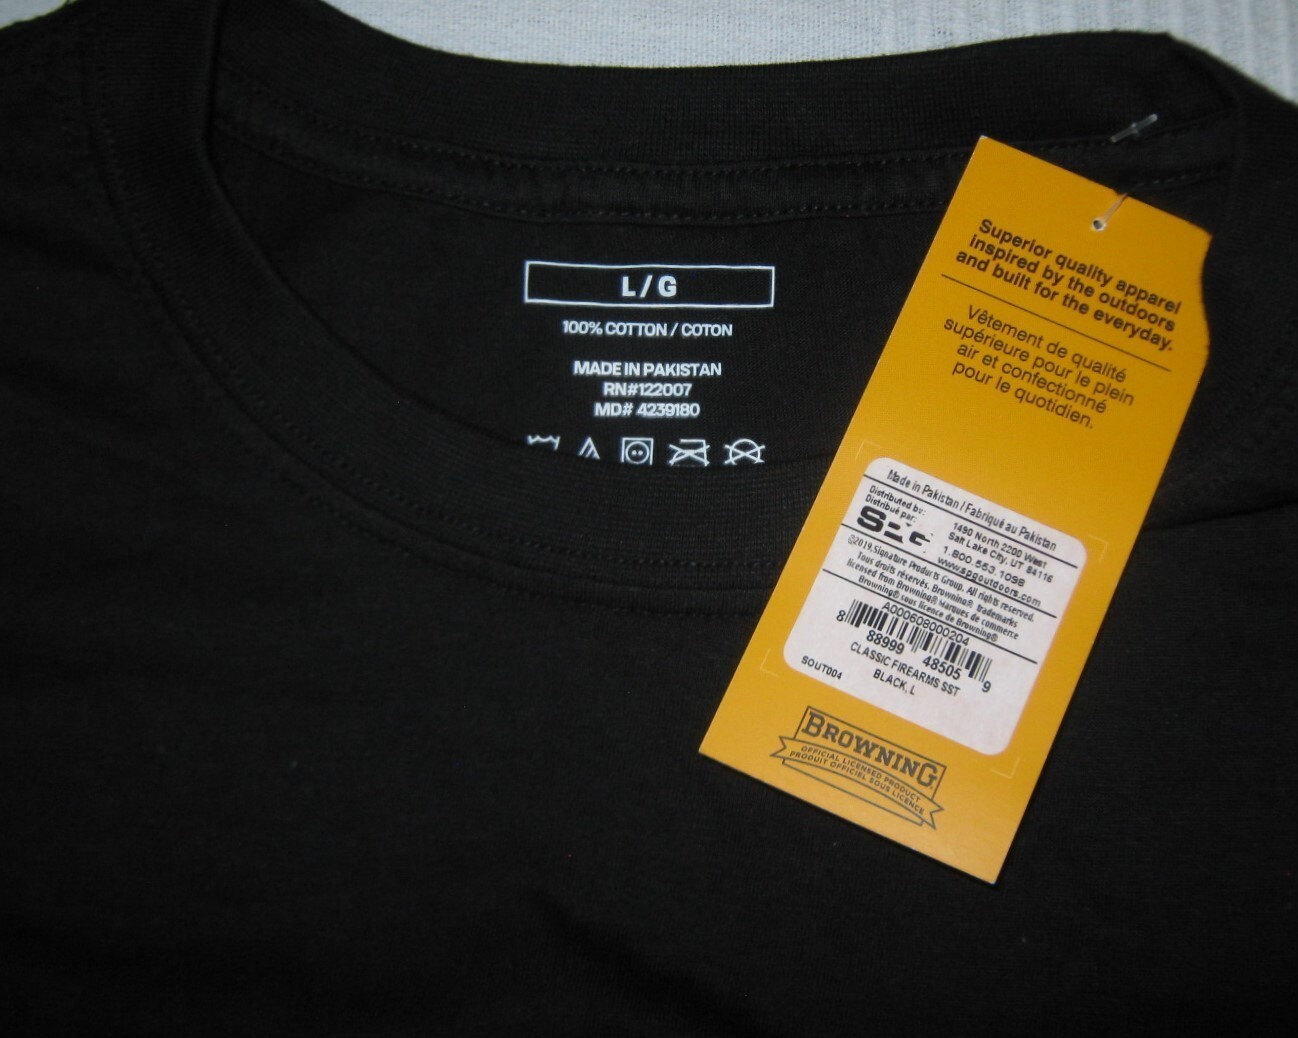 L/G
100% COTTON / COTON
MADE IN PAKISTAN
RN#122007
MD# 4239180
Superior quality apparel
inspired by the outdoors
and built for the everyday.
Vêtement de qualité
supérieure pour le plein
air et confectionné
pour le quotidien.
Made in Pakistan / Fabriqué au Pakistan
Distributed by:
Distribué par:
1490 North 2200 West
Salt Lake City, UT 84116
1.800.553.1098
www.spgoutdoors.com
©2019,Signature Products Group. All rights reserved.
Tous droits réservés. Browning® trademarks
licensed from Browning® Marques de commerce
Browning® sous licence de Browning®
A000608000204
8 88999 48505 9
CLASSIC FIREARMS SST
SOUT004 BLACK, L
BROWNING
OFFICIAL LICENSED PRODUCT
PRODUIT OFFICIEL SOUS LICENCE